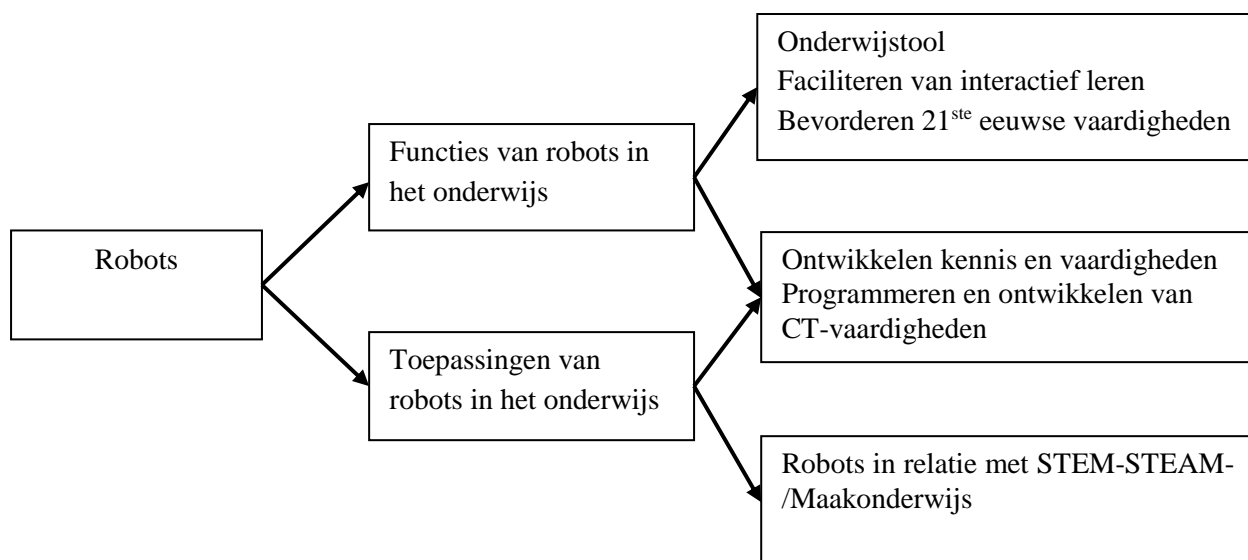 Robots
Functies van robots in
het onderwijs
Toepassingen van
robots in het onderwijs
Onderwijstool
Faciliteren van interactief leren
Bevorderen 21ste eeuwse vaardigheden
Ontwikkelen kennis en vaardigheden
Programmeren en ontwikkelen van
CT-vaardigheden
Robots in relatie met STEM-STEAM-
/Maakonderwijs